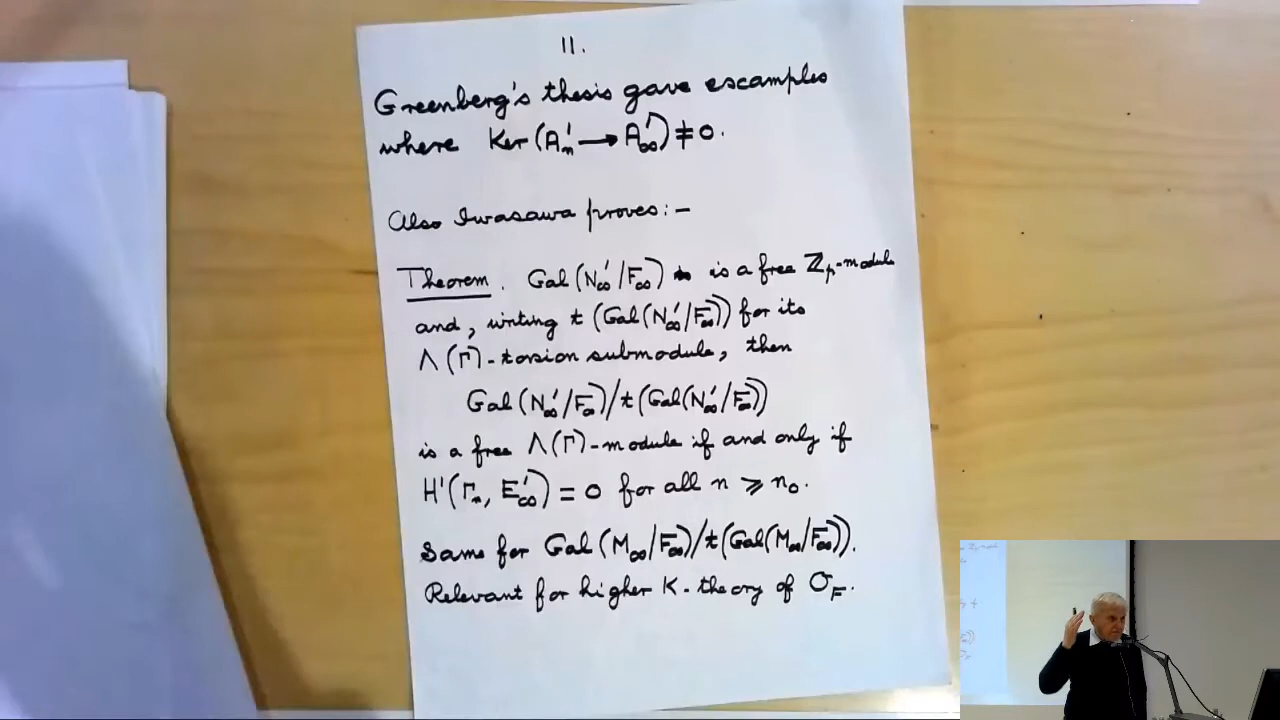 11.
Greenberg's thesis gave escamples
where Ker (A'ₙ → A'∞) ≠ 0.
Also Iwasawa proves:-
Theorem. Gal (N'∞/F∞) is a free ℤₚ-module
and, writing t (Gal(N'∞/F∞)) for its
Λ(Γ)-torsion submodule, then
Gal (N'∞/F∞)/t(Gal(N'∞/F∞))
is a free Λ(Γ)-module if and only if
H'(Γₙ, E'∞) = 0 for all n ⩾ n₀.
Same for Gal (M∞/F∞)/t(Gal(M∞/F∞)).
Relevant for higher K-theory of O_F.